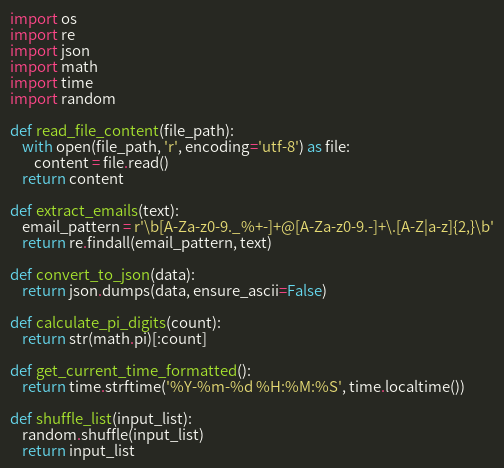 import os
import re
import json
import math
import time
import random

def read_file_content(file_path):
    with open(file_path, 'r', encoding='utf-8') as file:
        content = file.read()
    return content

def extract_emails(text):
    email_pattern = r'\b[A-Za-z0-9._%+-]+@[A-Za-z0-9.-]+\.[A-Z|a-z]{2,}\b'
    return re.findall(email_pattern, text)

def convert_to_json(data):
    return json.dumps(data, ensure_ascii=False)

def calculate_pi_digits(count):
    return str(math.pi)[:count]

def get_current_time_formatted():
    return time.strftime('%Y-%m-%d %H:%M:%S', time.localtime())

def shuffle_list(input_list):
    random.shuffle(input_list)
    return input_list